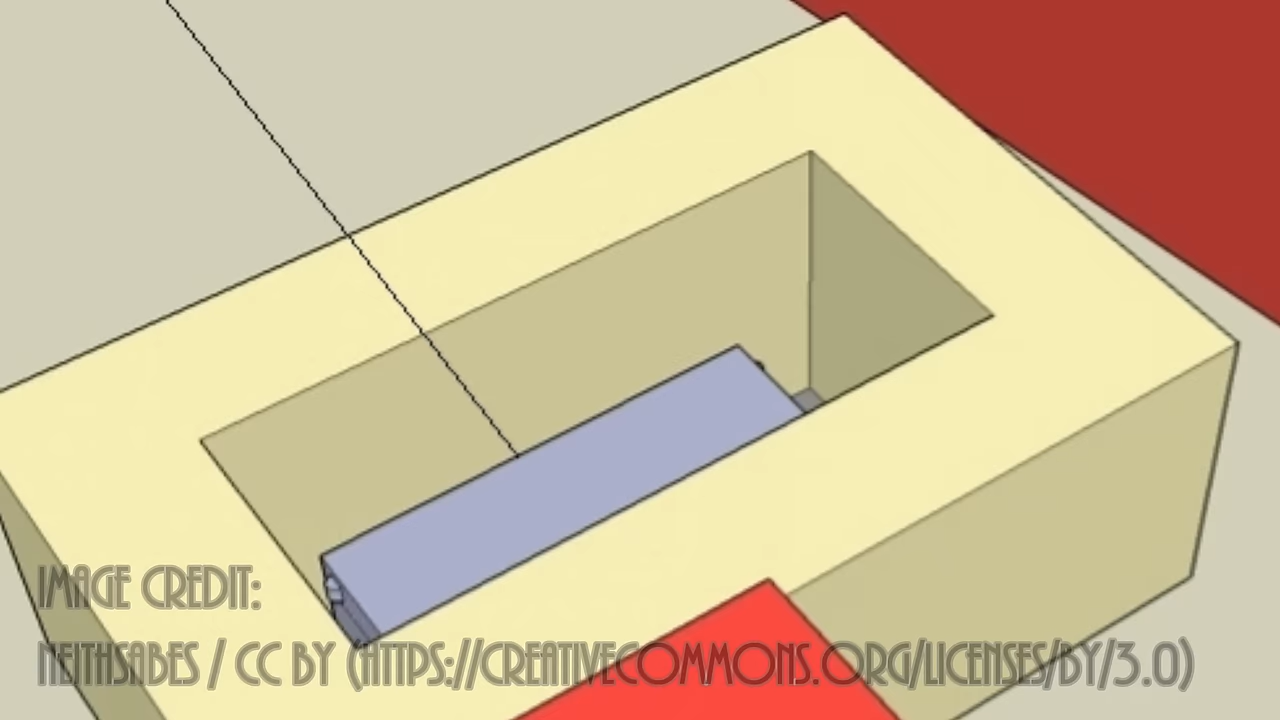 IMAGE CREDIT:
NEITHSABES / CC BY (HTTPS://CREATIVECOMMONS.ORG/LICENSES/BY/3.0)